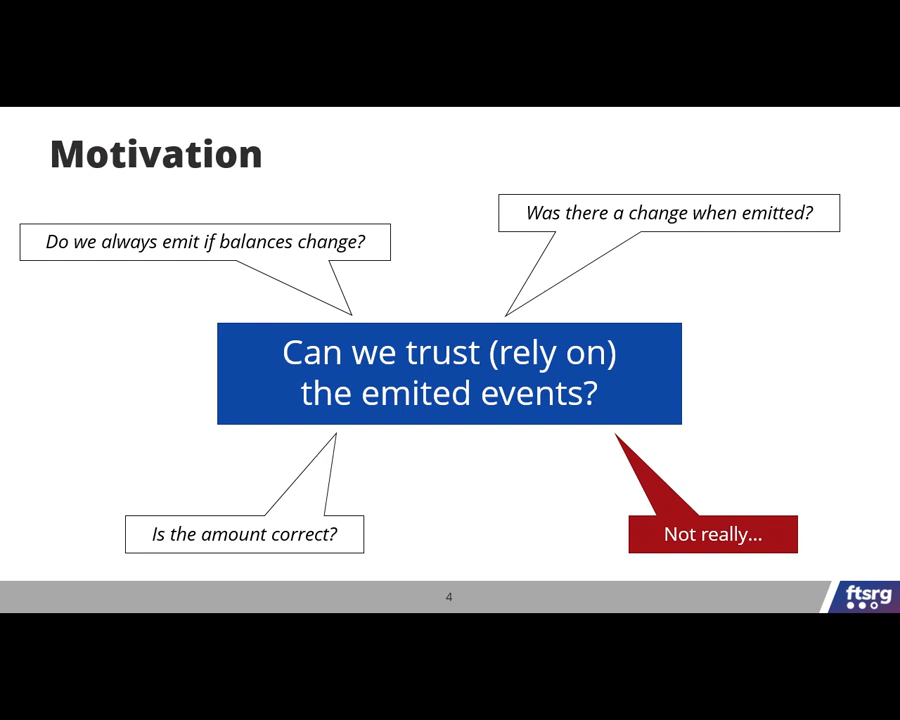 Motivation
Was there a change when emitted?
Do we always emit if balances change?
Can we trust (rely on)
the emited events?
Is the amount correct?
Not really...
4
ftsrg